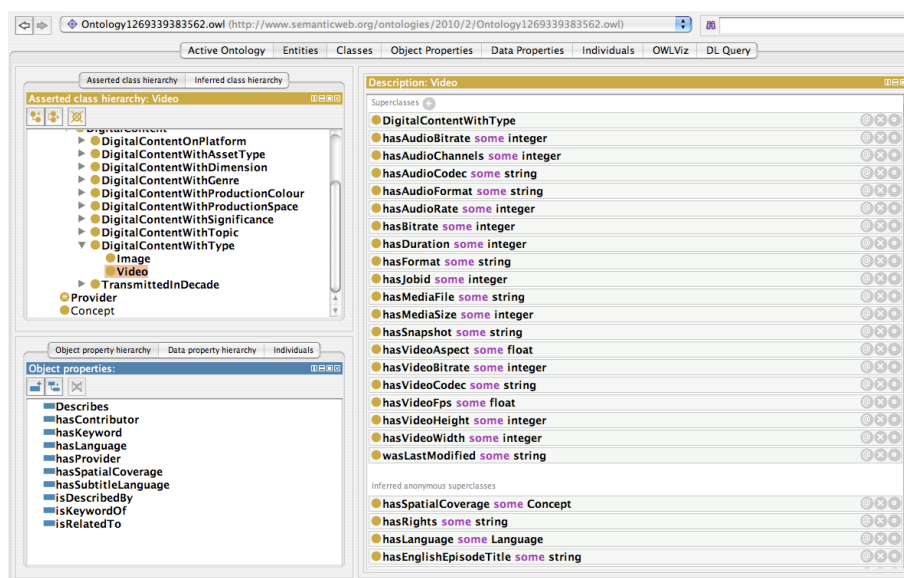 Ontology1269339383562.owl (http://www.semanticweb.org/ontologies/2010/2/Ontology1269339383562.owl)
Active Ontology Entities Classes Object Properties Data Properties Individuals OWLViz DL Query
Asserted class hierarchy Inferred class hierarchy
Asserted class hierarchy: Video
DigitalContent
DigitalContentOnPlatform
DigitalContentWithAssetType
DigitalContentWithDimension
DigitalContentWithGenre
DigitalContentWithProductionColour
DigitalContentWithProductionSpace
DigitalContentWithSignificance
DigitalContentWithTopic
DigitalContentWithType
Image
Video
TransmittedInDecade
Provider
Concept
Object property hierarchy Data property hierarchy Individuals
Object properties:
Describes
hasContributor
hasKeyword
hasLanguage
hasProvider
hasSpatialCoverage
hasSubtitleLanguage
isDescribedBy
isKeywordOf
isRelatedTo
Description: Video
Superclasses
DigitalContentWithType
hasAudioBitrate some integer
hasAudioChannels some integer
hasAudioCodec some string
hasAudioFormat some string
hasAudioRate some integer
hasBitrate some integer
hasDuration some integer
hasFormat some string
hasJobid some integer
hasMediaFile some string
hasMediaSize some integer
hasSnapshot some string
hasVideoAspect some float
hasVideoBitrate some integer
hasVideoCodec some string
hasVideoFps some float
hasVideoHeight some integer
hasVideoWidth some integer
wasLastModified some string
Inferred anonymous superclasses
hasSpatialCoverage some Concept
hasRights some string
hasLanguage some Language
hasEnglishEpisodeTitle some string